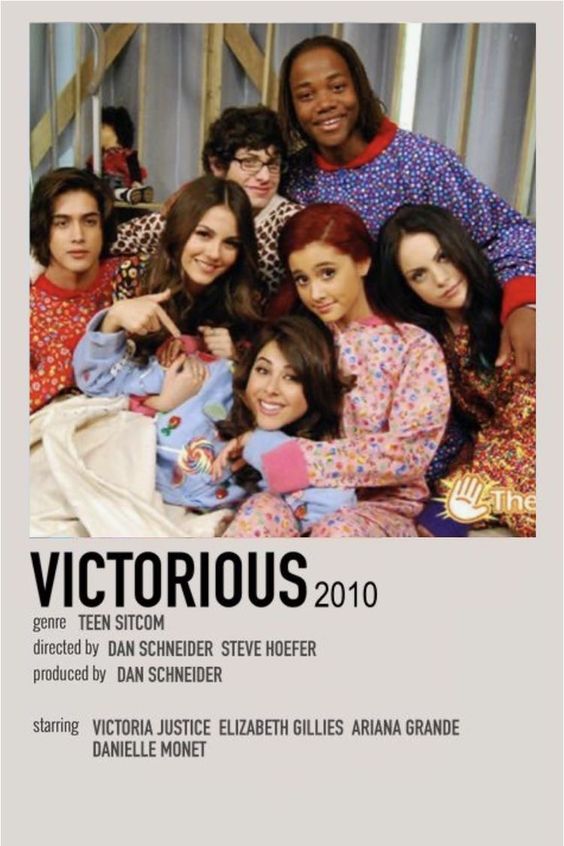 The
VICTORIOUS 2010
genre TEEN SITCOM
directed by DAN SCHNEIDER STEVE HOEFER
produced by DAN SCHNEIDER
starring VICTORIA JUSTICE ELIZABETH GILLIES ARIANA GRANDE
DANIELLE MONET